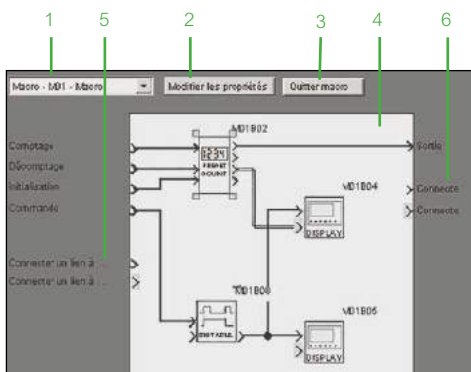 1 5 2 3 4 6
Macro - M01 - Macro
Modifier les propriétés
Quitter macro
Comptage
Décomptage
Initialisation
Commande
Connecter un lien à ...
Connecter un lien à ...
MD1B02
1234
PRESET
COUNT
Sortie
MD1B04
DISPLAY
Connecte
Connecte
MD1B05
DISPLAY